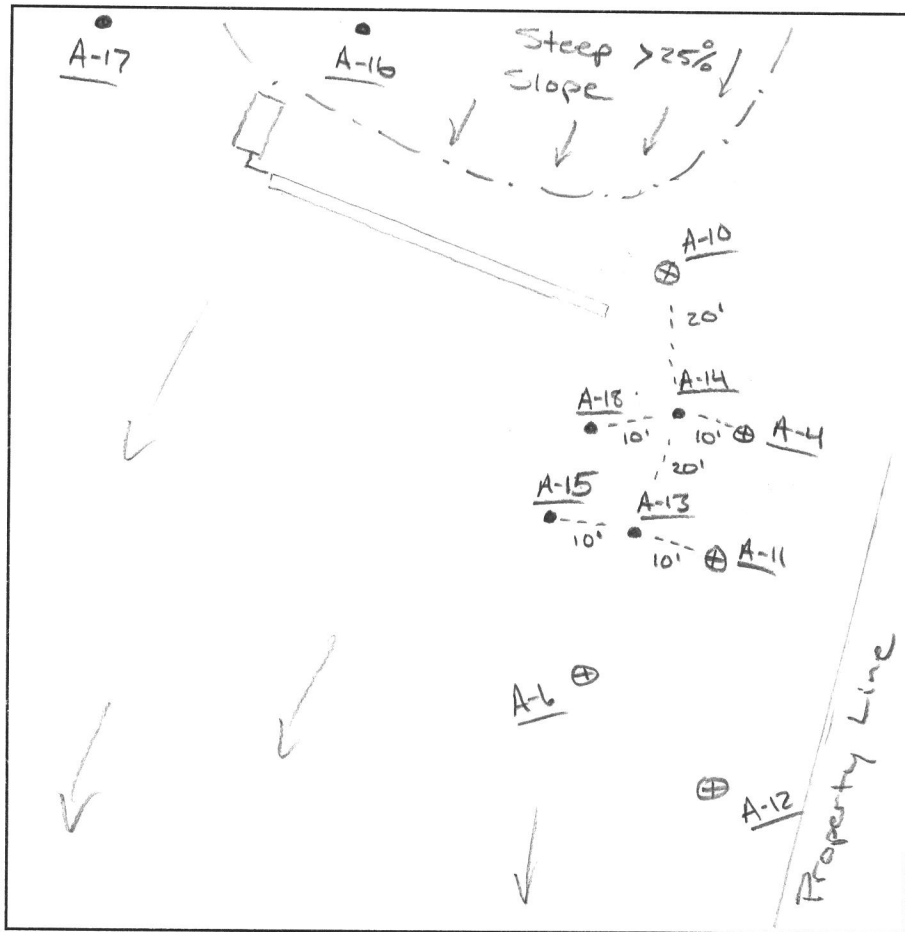 A-17
A-16
Steep >25%
Slope
A-10
20'
A-14
A-18
10'
10'
A-4
20'
A-15
A-13
10'
10'
A-11
A-6
A-12
Property Line